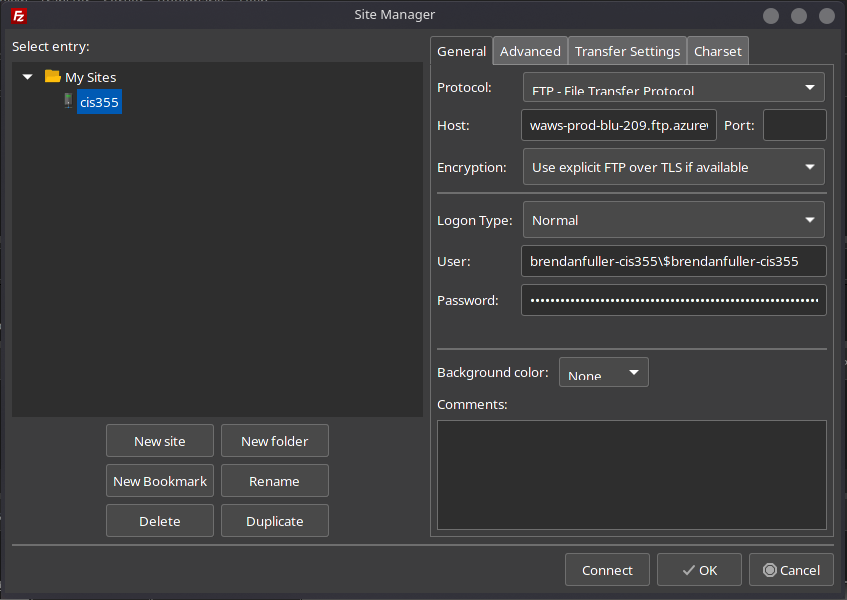 Site Manager
Select entry:
My Sites
cis355
New site
New folder
New Bookmark
Rename
Delete
Duplicate
General
Advanced
Transfer Settings
Charset
Protocol:
FTP - File Transfer Protocol
Host:
waws-prod-blu-209.ftp.azurew
Port:
Encryption:
Use explicit FTP over TLS if available
Logon Type:
Normal
User:
brendanfuller-cis355\$brendanfuller-cis355
Password:
Background color:
None
Comments:
Connect
OK
Cancel